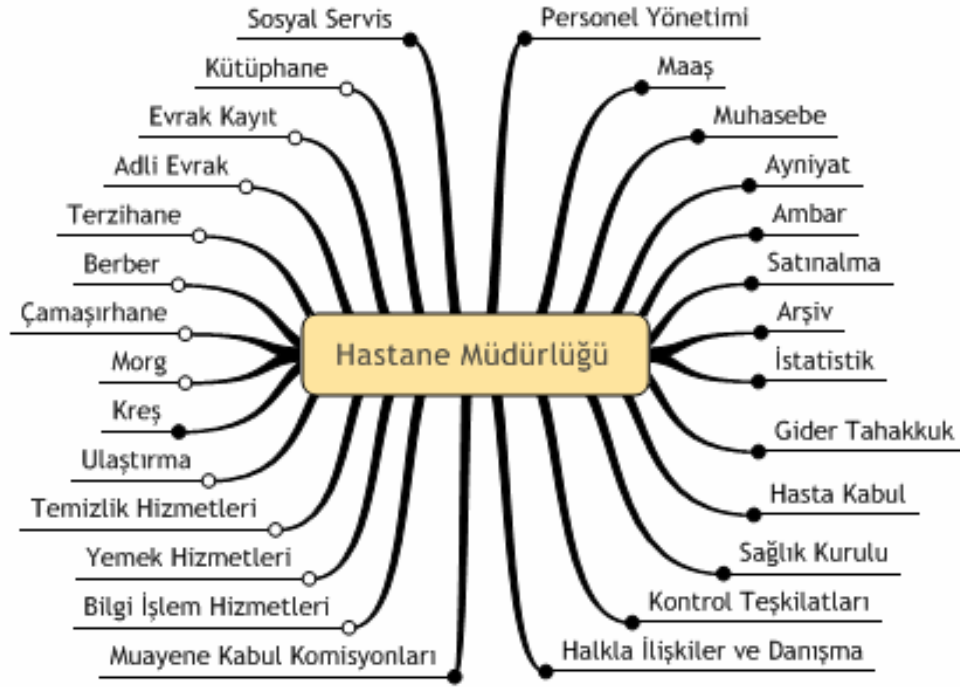 Sosyal Servis
Kütüphane
Evrak Kayıt
Adli Evrak
Terzihane
Berber
Çamaşırhane
Morg
Kreş
Ulaştırma
Temizlik Hizmetleri
Yemek Hizmetleri
Bilgi İşlem Hizmetleri
Muayene Kabul Komisyonları
Hastane Müdürlüğü
Personel Yönetimi
Maaş
Muhasebe
Ayniyat
Ambar
Satınalma
Arşiv
İstatistik
Gider Tahakkuk
Hasta Kabul
Sağlık Kurulu
Kontrol Teşkilatları
Halkla İlişkiler ve Danışma